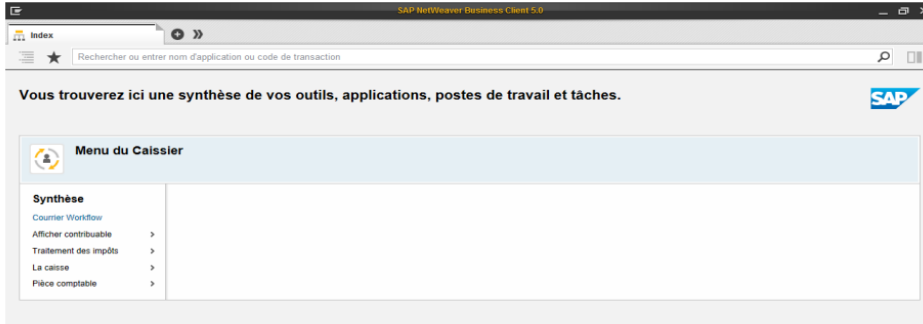 SAP NetWeaver Business Client 5.0
Index
Rechercher ou entrer nom d'application ou code de transaction
Vous trouverez ici une synthèse de vos outils, applications, postes de travail et tâches.
SAP
Menu du Caissier
Synthèse
Courrier Workflow
Afficher contribuable
Traitement des impôts
La caisse
Pièce comptable